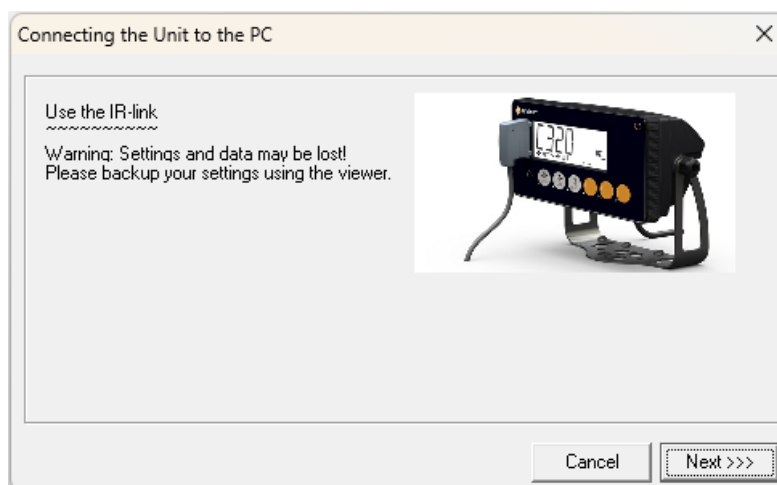 Connecting the Unit to the PC
Use the IR-link
~~~~~~~~~~
Warning: Settings and data may be lost!
Please backup your settings using the viewer.
C320
Cancel
Next >>>